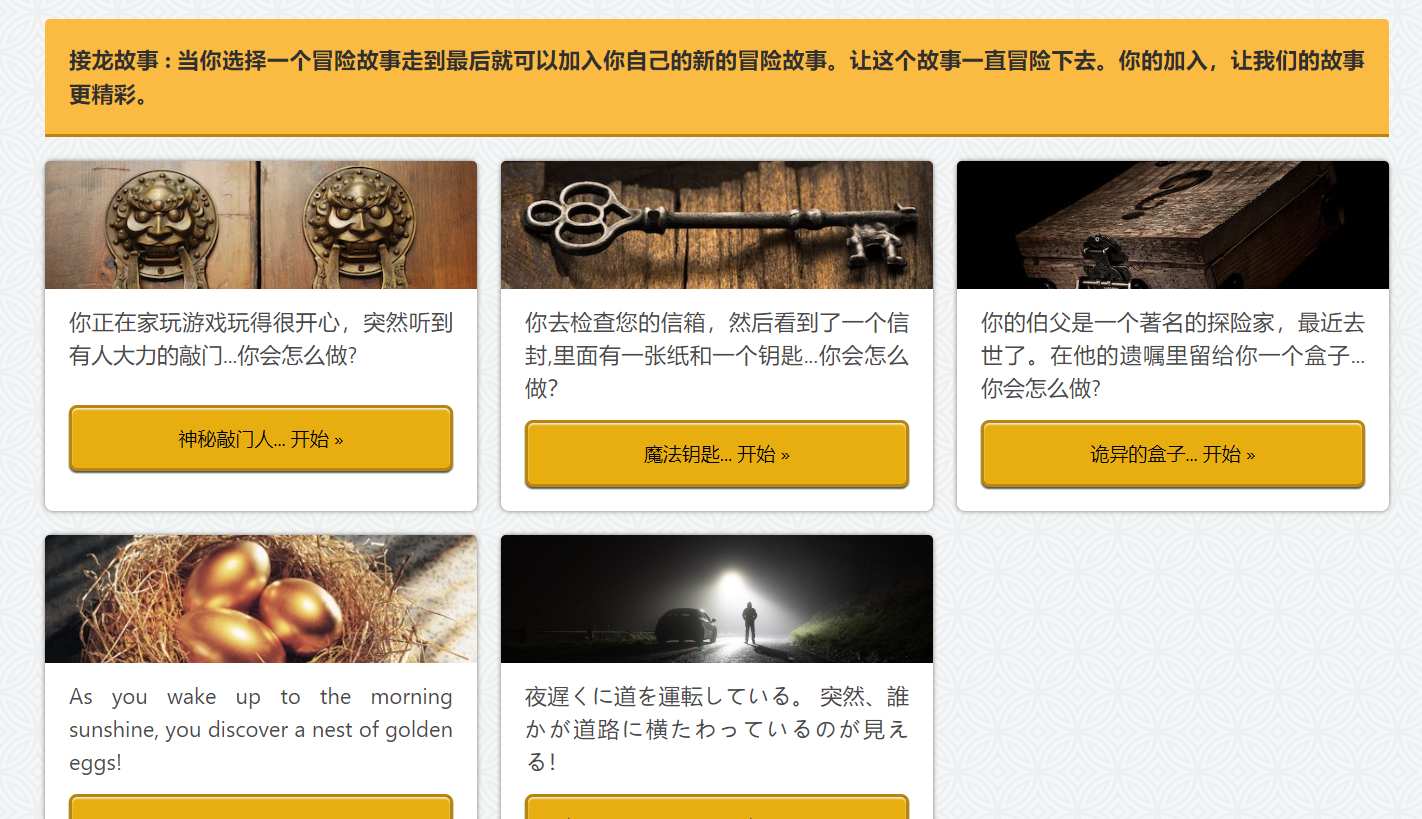 接龙故事 : 当你选择一个冒险故事走到最后就可以加入你自己的新的冒险故事。让这个故事一直冒险下去。你的加入，让我们的故事
更精彩。
你正在家玩游戏玩得很开心，突然听到
有人大力的敲门...你会怎么做?
神秘敲门人... 开始 »
你去检查您的信箱，然后看到了一个信
封,里面有一张纸和一个钥匙...你会怎么
做?
魔法钥匙... 开始 »
你的伯父是一个著名的探险家，最近去
世了。在他的遗嘱里留给你一个盒子...
你会怎么做?
诡异的盒子... 开始 »
As you wake up to the morning
sunshine, you discover a nest of golden
eggs!
夜遅くに道を運転している。 突然、誰
かが道路に横たわっているのが見え
る！